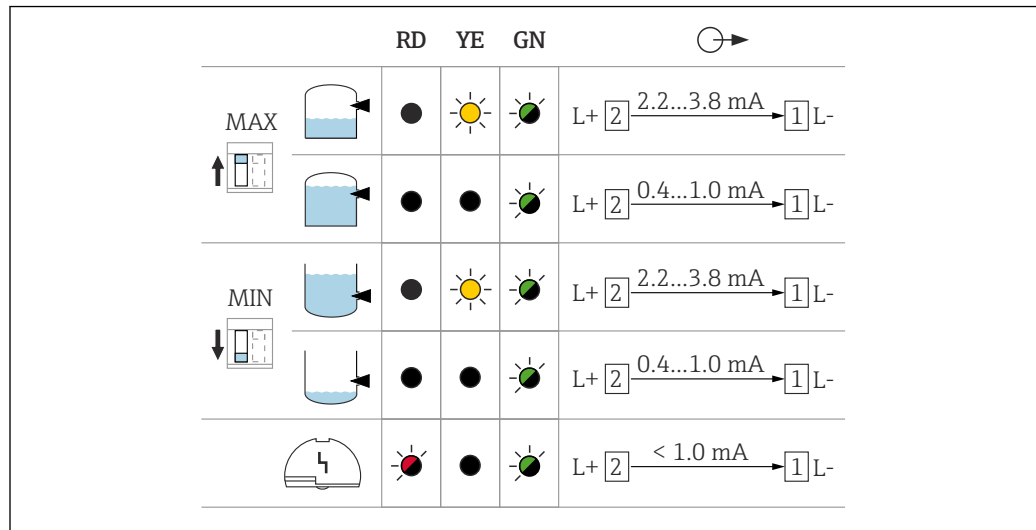 RD YE GN
MAX
L+ 2 2.2...3.8 mA 1 L-
L+ 2 0.4...1.0 mA 1 L-
MIN
L+ 2 2.2...3.8 mA 1 L-
L+ 2 0.4...1.0 mA 1 L-
L+ 2 < 1.0 mA 1 L-